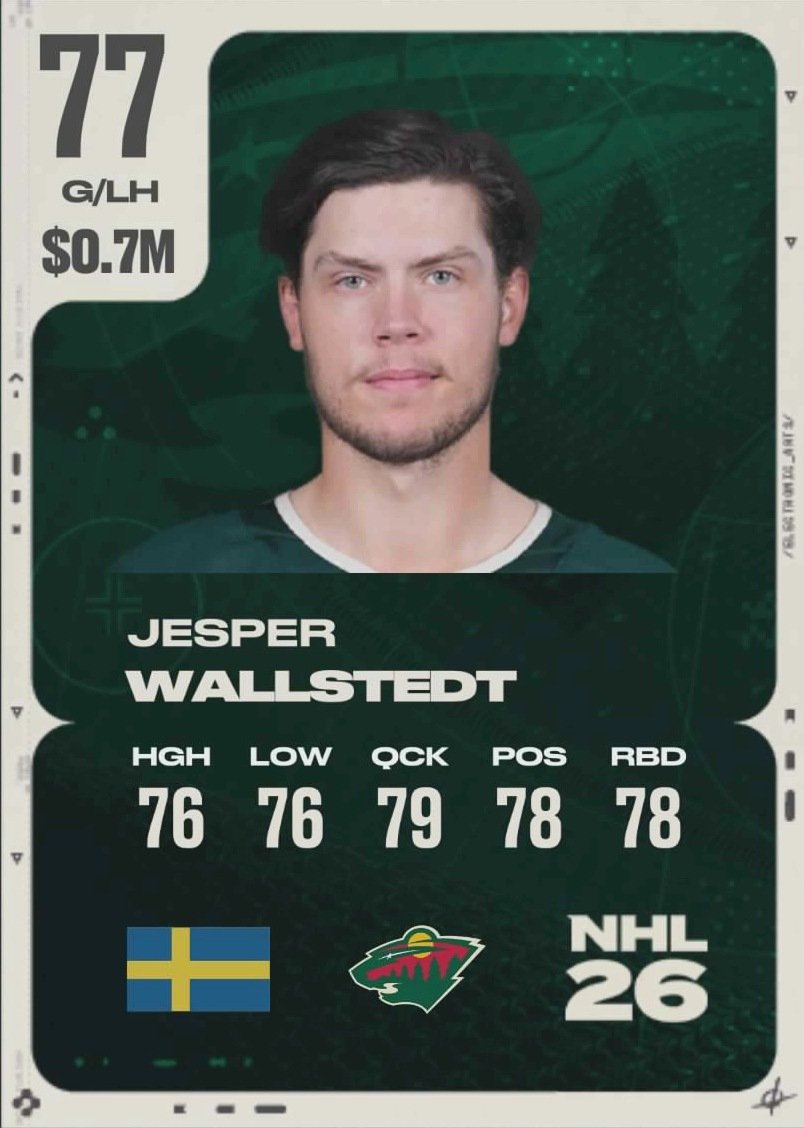 77
G/LH
$0.7M
JESPER
WALLSTEDT
HGH LOW QCK POS RBD
76 76 79 78 78
NHL
26